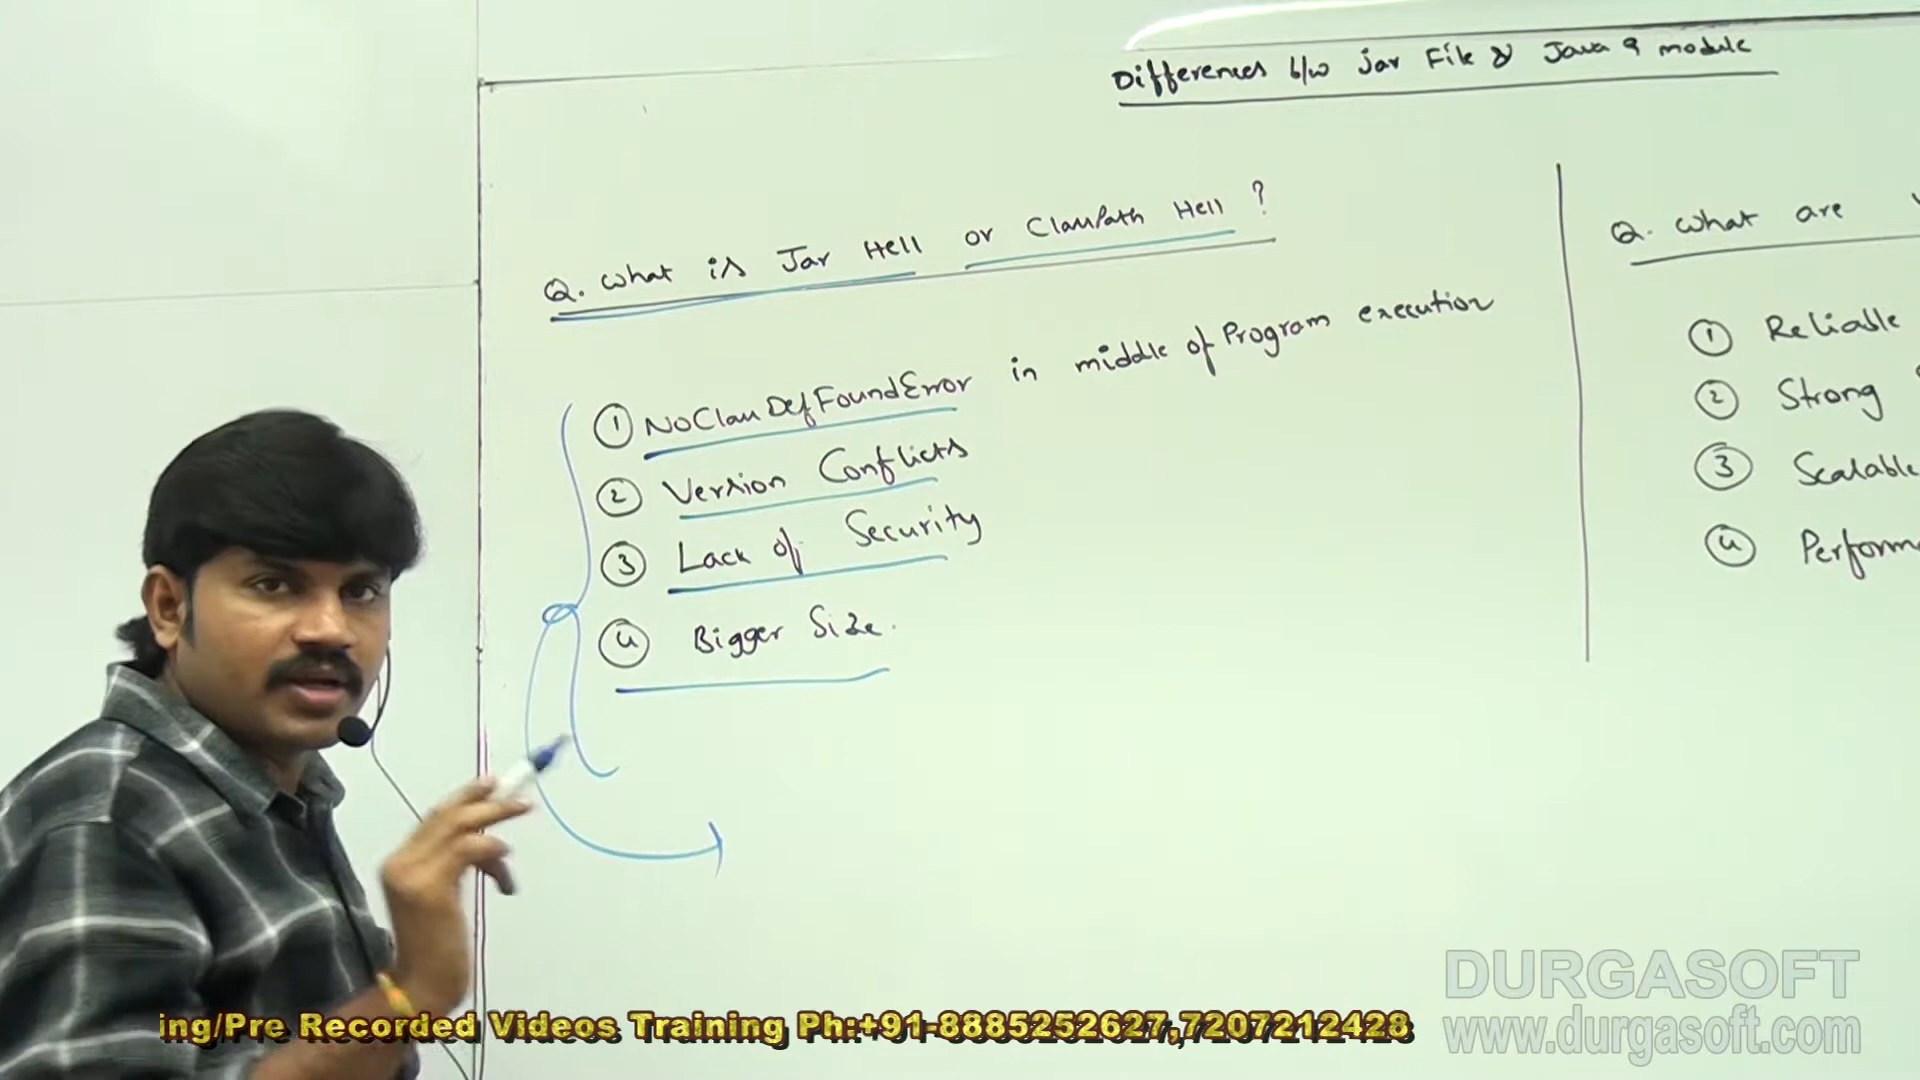 Differences b/w jar File & Java 9 module
Q. What is Jar Hell or ClassPath Hell ?
① NoClassDefFoundError in middle of Program execution
② Version Conflicts
③ Lack of Security
④ Bigger Size.
Q. What are
① Reliable
② Strong
③ Scalable
④ Perform
ing/Pre Recorded Videos Training Ph:+91-8885252627,7207212428
DURGASOFT
www.durgasoft.com